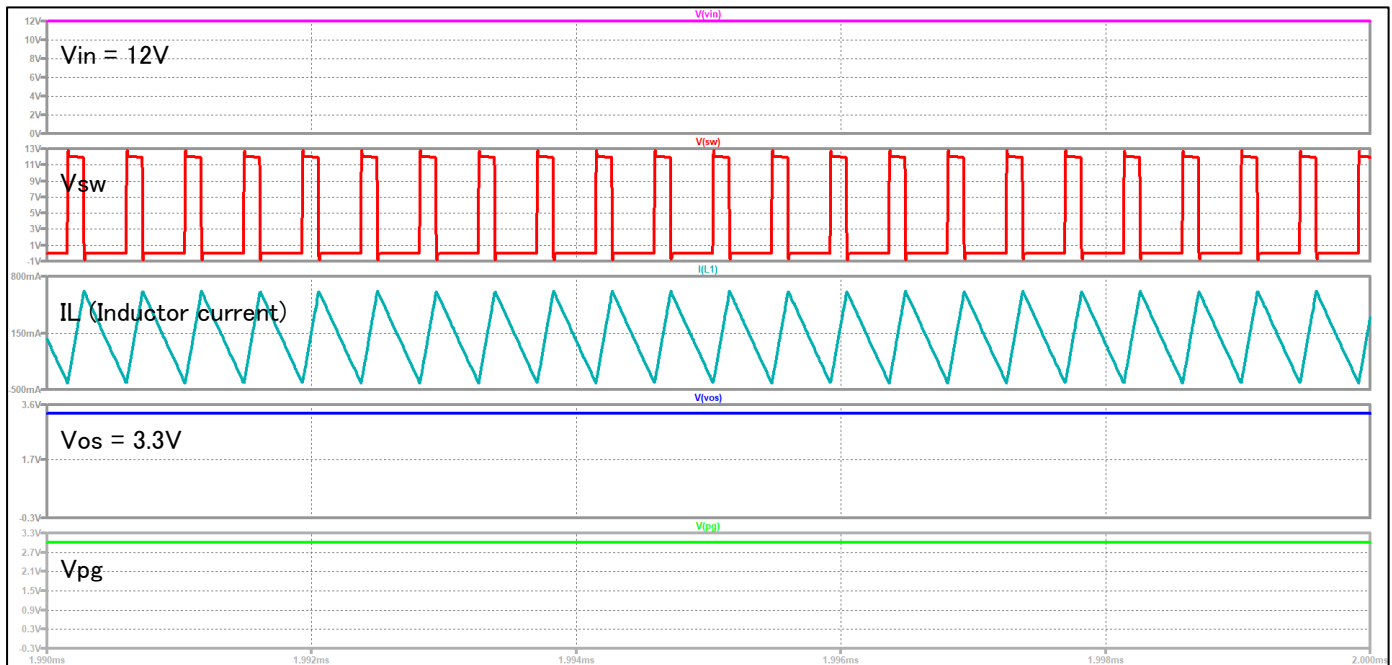 V(vin)
12V
10V
8V
6V
4V
2V
0V
Vin = 12V
V(sw)
13V
11V
9V
7V
5V
3V
1V
-1V
Vsw
I(L1)
800mA
150mA
-500mA
IL (Inductor current)
V(vos)
3.6V
1.7V
-0.3V
Vos = 3.3V
V(pg)
3.3V
2.7V
2.1V
1.5V
0.9V
0.3V
-0.3V
Vpg
1.990ms 1.992ms 1.994ms 1.996ms 1.998ms 2.000ms